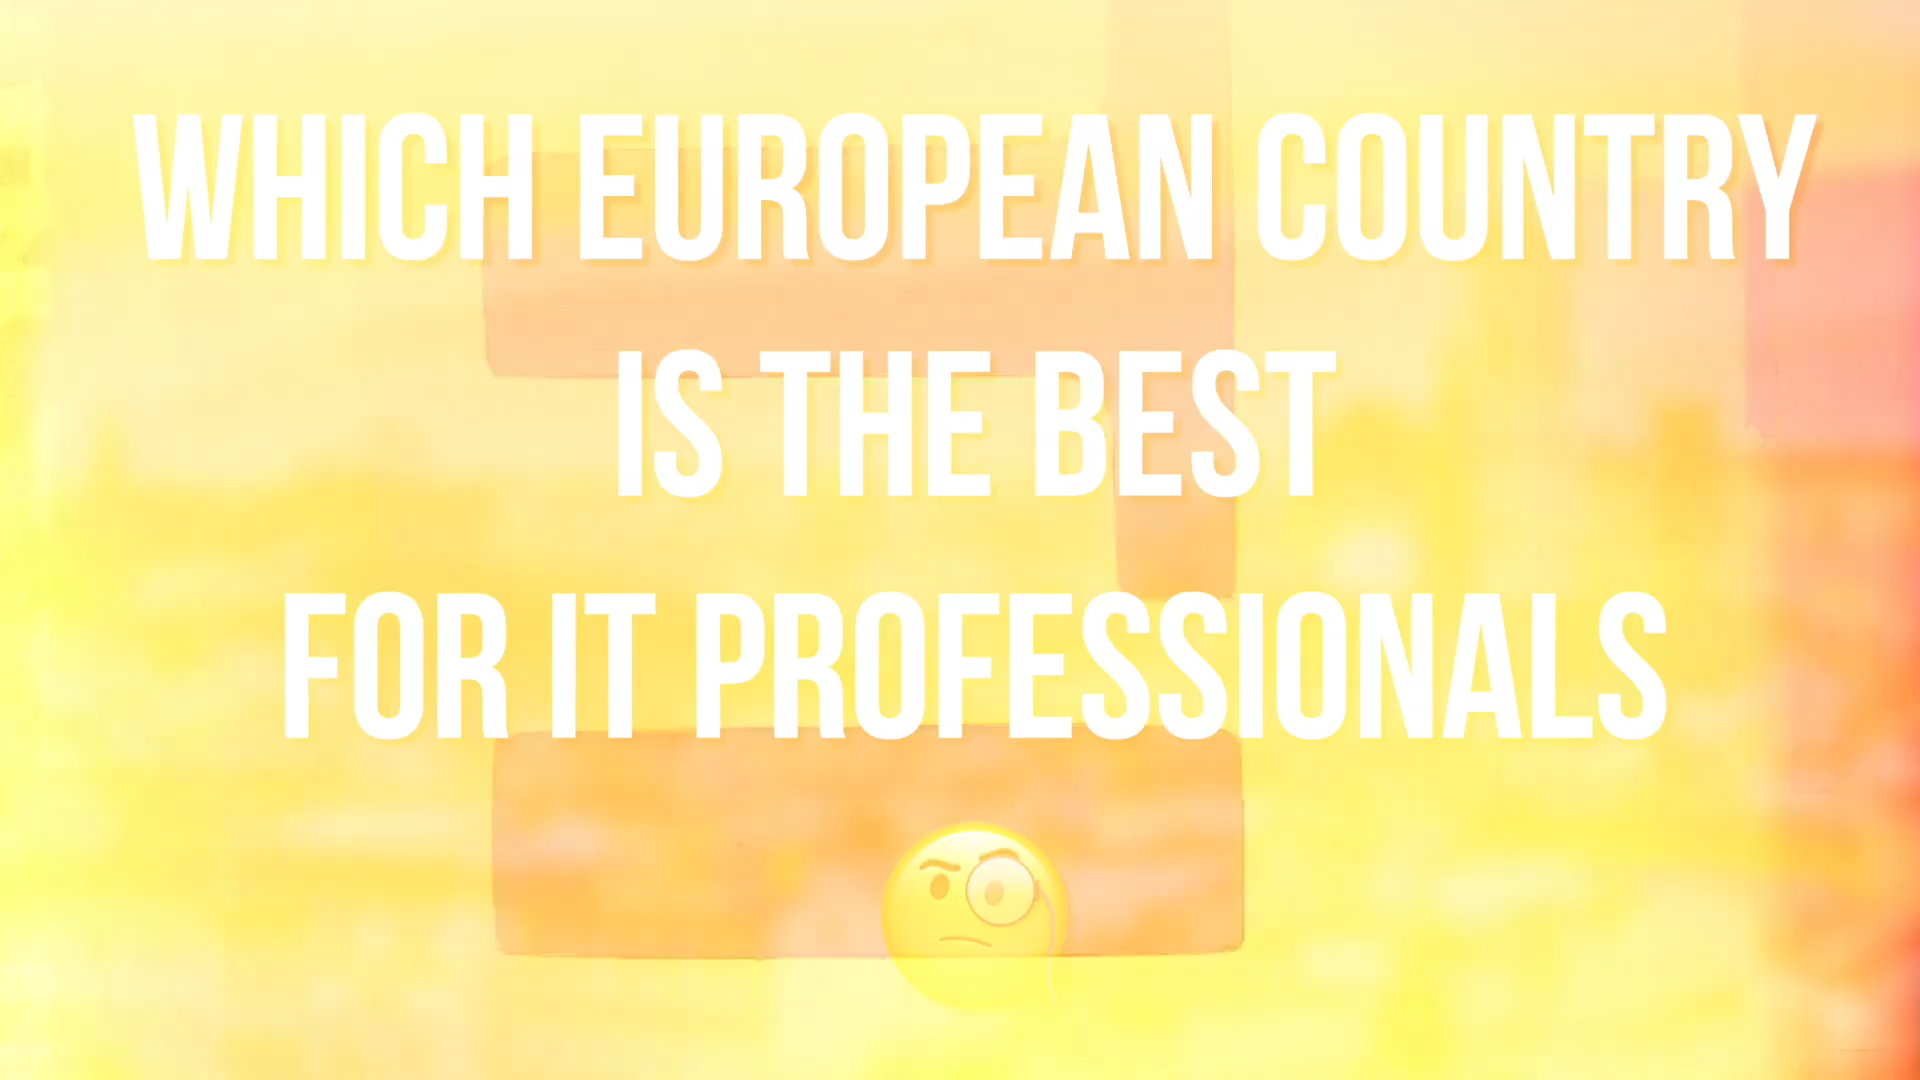 WHICH EUROPEAN COUNTRY
IS THE BEST
FOR IT PROFESSIONALS